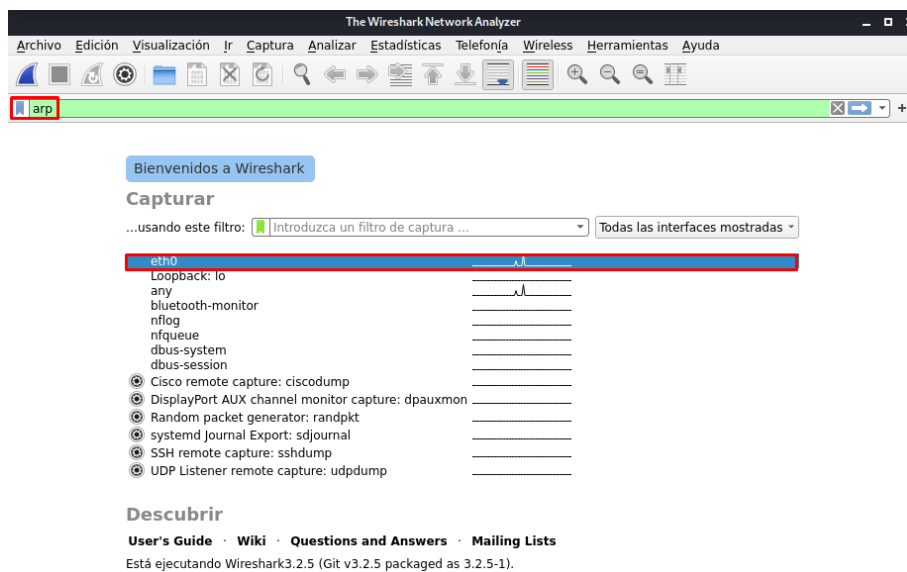 The Wireshark Network Analyzer
Archivo Edición Visualización Ir Captura Analizar Estadísticas Telefonía Wireless Herramientas Ayuda
arp
Bienvenidos a Wireshark
Capturar
...usando este filtro: Introduzca un filtro de captura ... Todas las interfaces mostradas
eth0
Loopback: lo
any
bluetooth-monitor
nflog
nfqueue
dbus-system
dbus-session
Cisco remote capture: ciscodump
DisplayPort AUX channel monitor capture: dpauxmon
Random packet generator: randpkt
systemd Journal Export: sdjournal
SSH remote capture: sshdump
UDP Listener remote capture: udpdump
Descubrir
User's Guide · Wiki · Questions and Answers · Mailing Lists
Está ejecutando Wireshark3.2.5 (Git v3.2.5 packaged as 3.2.5-1).